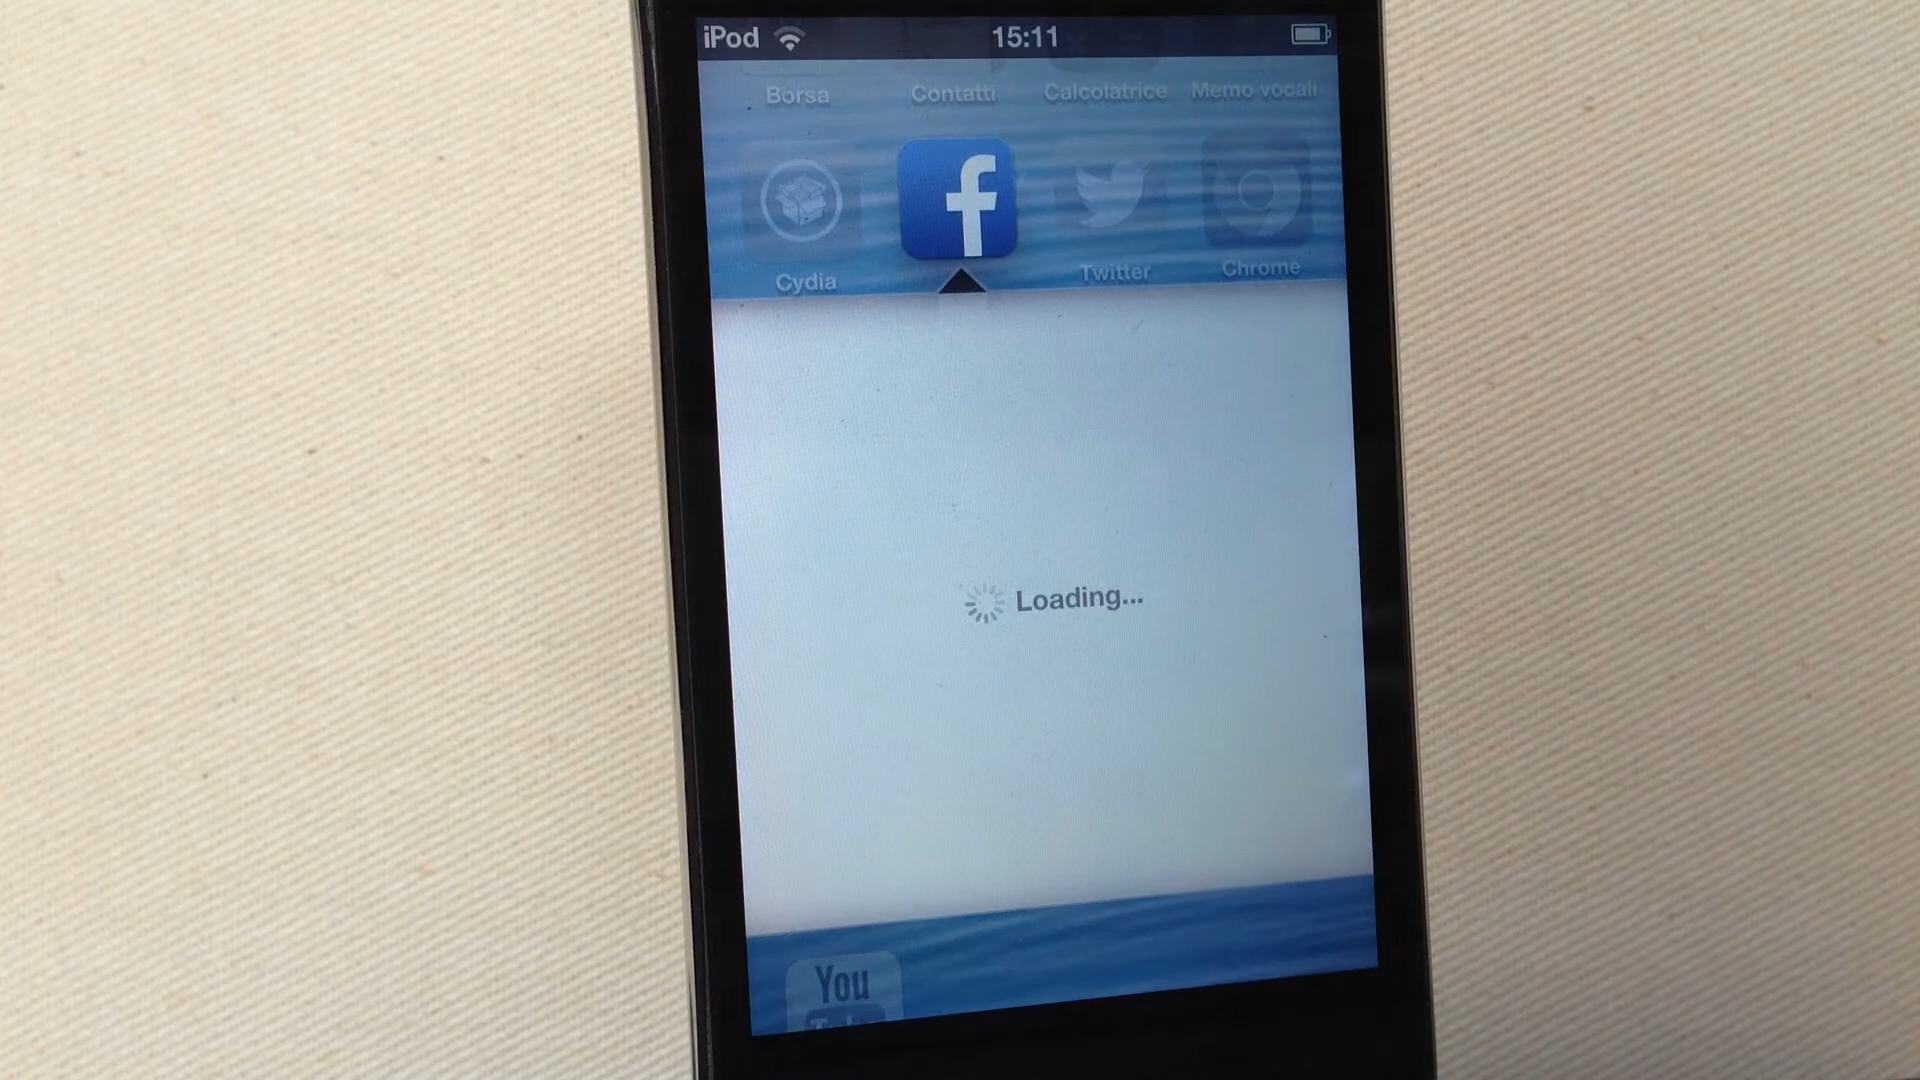 iPod 15:11
Borsa Contatti Calcolatrice Memo vocali
Cydia Twitter Chrome
Loading...
You